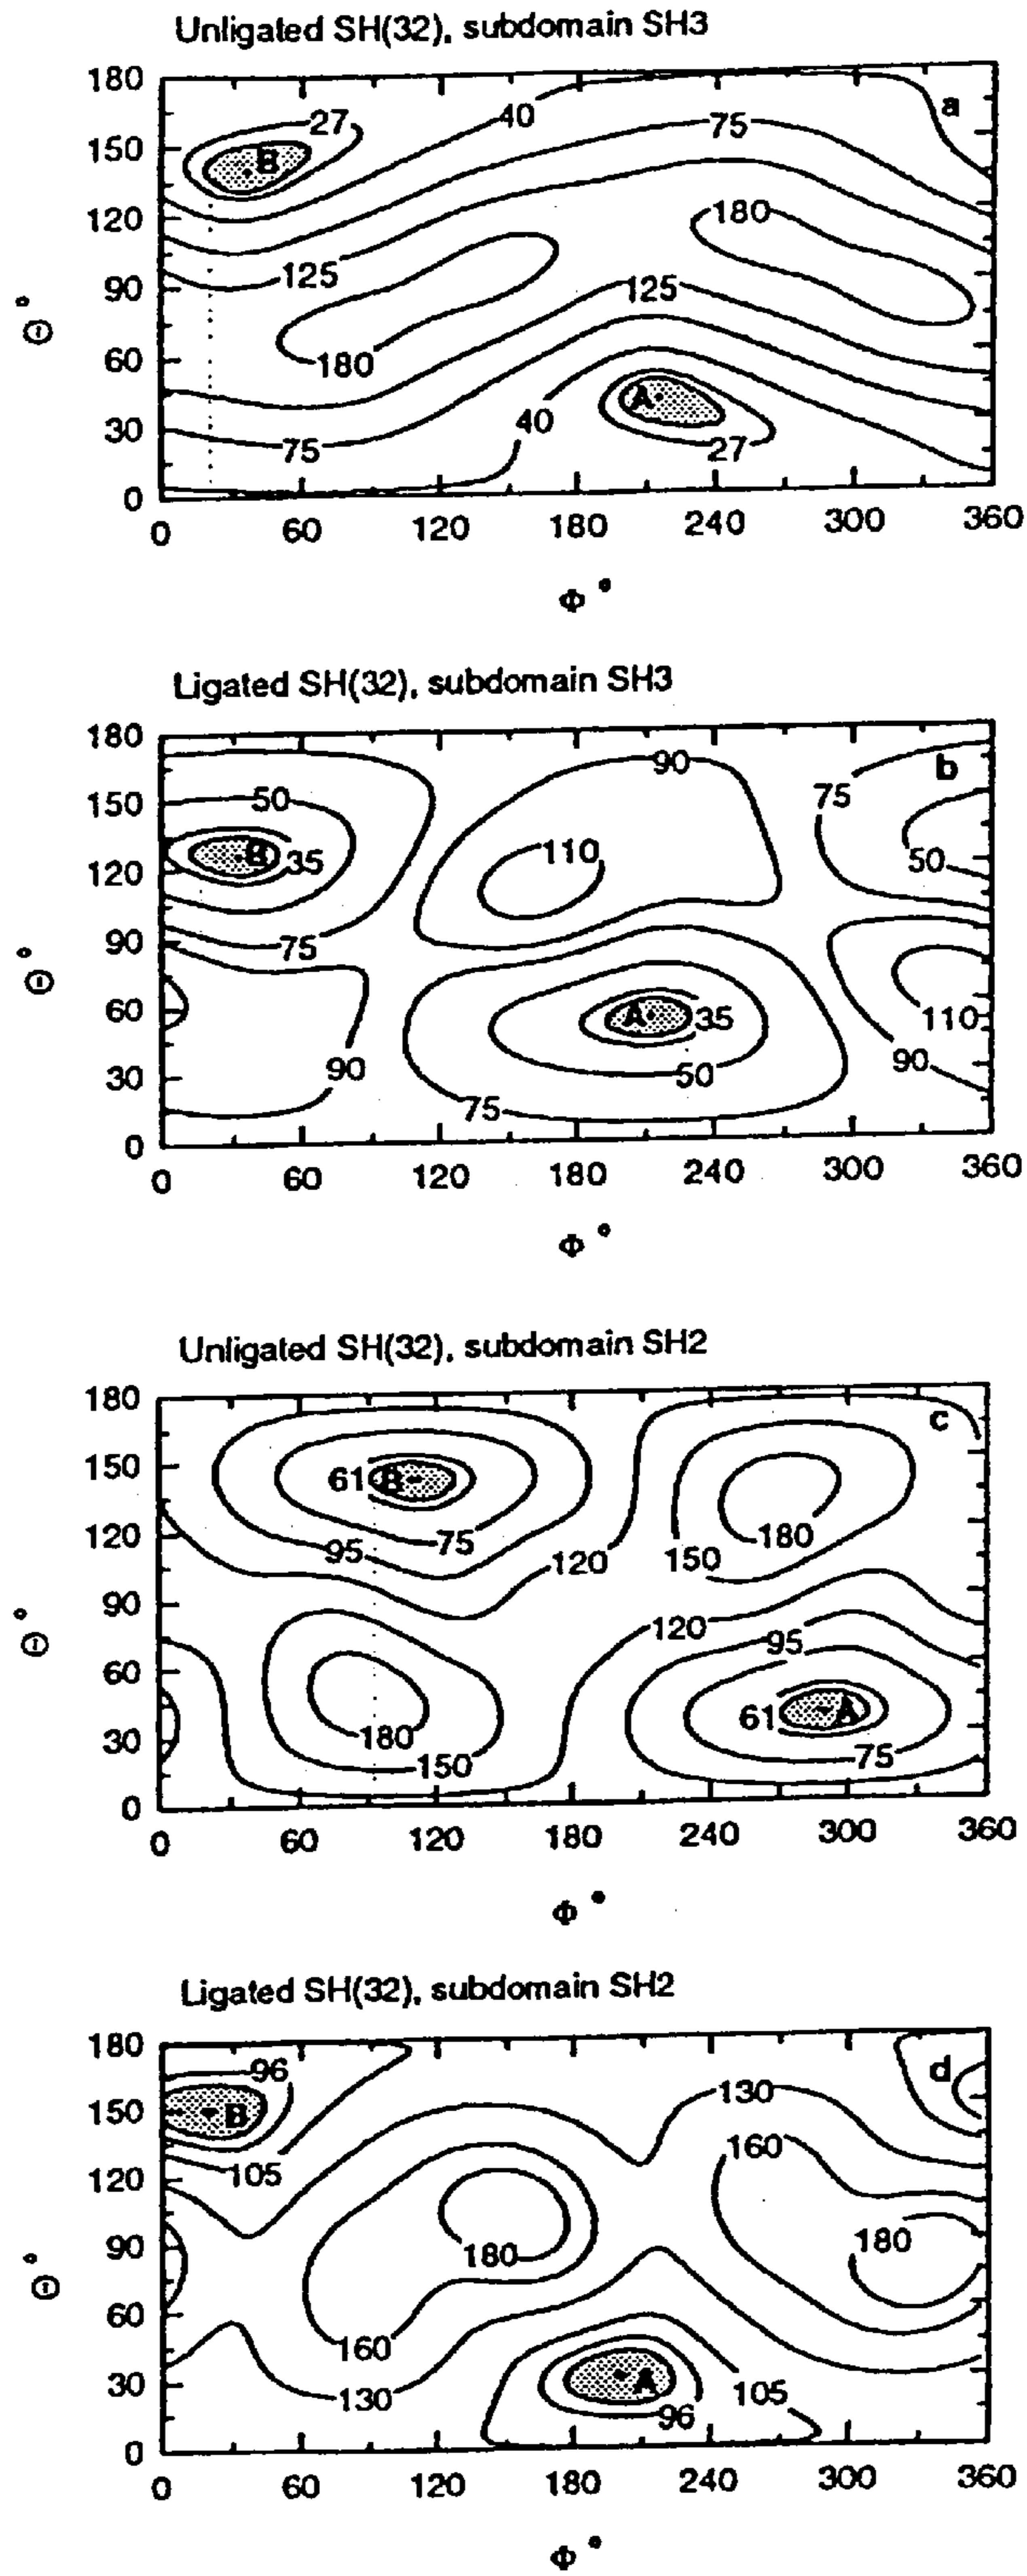 Unligated SH(32), subdomain SH3
180
150
120
90
60
30
0
Θ°
27
40
75
a
B
180
125
125
180
A
40
75
27
0 60 120 180 240 300 360
Φ°
Ligated SH(32), subdomain SH3
180
150
120
90
60
30
0
Θ°
90
b
50
75
B
35
110
50
75
A
35
110
90
90
50
75
0 60 120 180 240 300 360
Φ°
Unligated SH(32), subdomain SH2
180
150
120
90
60
30
0
Θ°
c
61
B
95
75
120
150
180
120
95
61
A
180
150
75
0 60 120 180 240 300 360
Φ°
Ligated SH(32), subdomain SH2
180
150
120
90
60
30
0
Θ°
96
d
B
130
105
160
180
180
160
130
A
105
96
0 60 120 180 240 300 360
Φ°